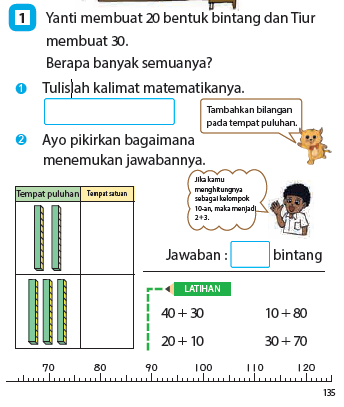 1 Yanti membuat 20 bentuk bintang dan Tiur
membuat 30.
Berapa banyak semuanya?
1 Tulislah kalimat matematikanya.
Tambahkan bilangan
pada tempat puluhan.
2 Ayo pikirkan bagaimana
menemukan jawabannya.
Jika kamu
menghitungnya
sebagai kelompok
10-an, maka menjadi
2+3.
Tempat puluhan Tempat satuan
Jawaban : bintang
LATIHAN
40 + 30 10 + 80
20 + 10 30 + 70
70 80 90 100 110 120
135